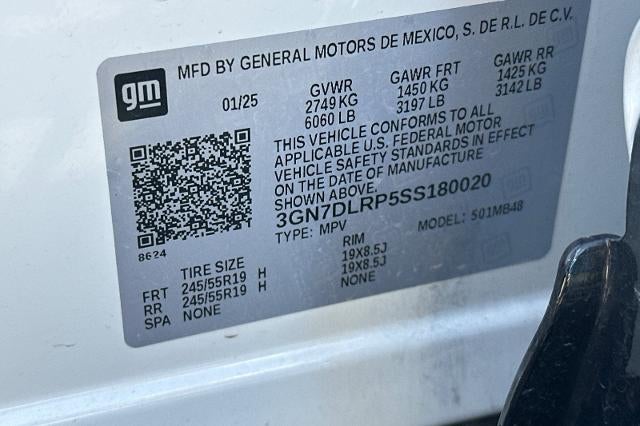 MFD BY GENERAL MOTORS DE MEXICO, S. DE R.L. DE C.V.
gm
01/25 GVWR GAWR FRT GAWR RR
2749 KG 1450 KG 1425 KG
6060 LB 3197 LB 3142 LB
THIS VEHICLE CONFORMS TO ALL
APPLICABLE U.S. FEDERAL MOTOR
VEHICLE SAFETY STANDARDS IN EFFECT
ON THE DATE OF MANUFACTURE
SHOWN ABOVE.
3GN7DLRP5SS180020
TYPE: MPV MODEL: 501MB48
8624
TIRE SIZE RIM
FRT 245/55R19 H 19X8.5J
RR 245/55R19 H 19X8.5J
SPA NONE NONE